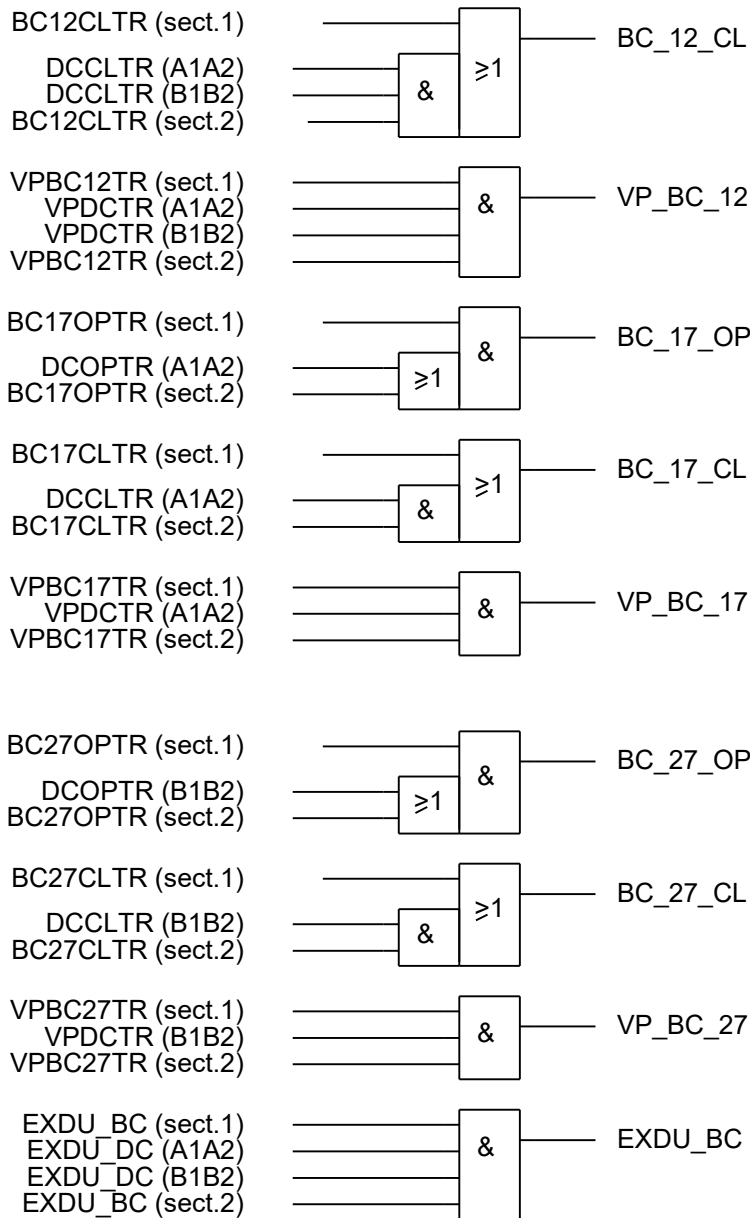 BC12CLTR (sect.1)
DCCLTR (A1A2)
DCCLTR (B1B2)
BC12CLTR (sect.2)
&
≥1
BC_12_CL
VPBC12TR (sect.1)
VPDCTR (A1A2)
VPDCTR (B1B2)
VPBC12TR (sect.2)
&
VP_BC_12
BC17OPTR (sect.1)
DCOPTR (A1A2)
BC17OPTR (sect.2)
≥1
&
BC_17_OP
BC17CLTR (sect.1)
DCCLTR (A1A2)
BC17CLTR (sect.2)
&
≥1
BC_17_CL
VPBC17TR (sect.1)
VPDCTR (A1A2)
VPBC17TR (sect.2)
&
VP_BC_17
BC27OPTR (sect.1)
DCOPTR (B1B2)
BC27OPTR (sect.2)
≥1
&
BC_27_OP
BC27CLTR (sect.1)
DCCLTR (B1B2)
BC27CLTR (sect.2)
&
≥1
BC_27_CL
VPBC27TR (sect.1)
VPDCTR (B1B2)
VPBC27TR (sect.2)
&
VP_BC_27
EXDU_BC (sect.1)
EXDU_DC (A1A2)
EXDU_DC (B1B2)
EXDU_BC (sect.2)
&
EXDU_BC